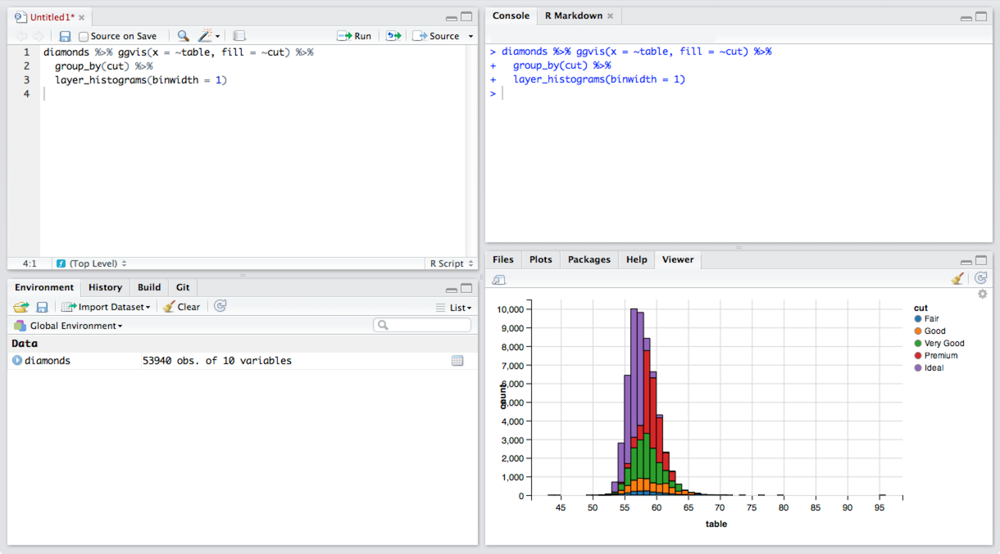 Untitled1*
Source on Save Run Source
1 diamonds %>% ggvis(x = ~table, fill = ~cut) %>%
2 group_by(cut) %>%
3 layer_histograms(binwidth = 1)
4
4:1 (Top Level) R Script
Environment History Build Git
Import Dataset Clear List
Global Environment
Data
diamonds 53940 obs. of 10 variables
Console R Markdown
> diamonds %>% ggvis(x = ~table, fill = ~cut) %>%
+ group_by(cut) %>%
+ layer_histograms(binwidth = 1)
>
Files Plots Packages Help Viewer
10,000
9,000
8,000
7,000
6,000
5,000
4,000
3,000
2,000
1,000
0
count
45 50 55 60 65 70 75 80 85 90 95
table
cut
Fair
Good
Very Good
Premium
Ideal